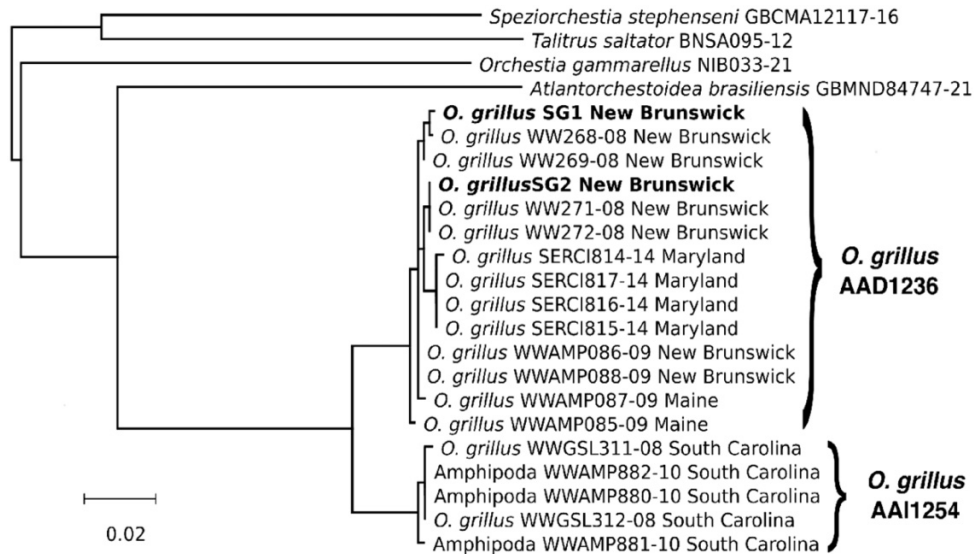 Speziorchestia stephenseni GBCMA12117-16
Talitrus saltator BNSA095-12
Orchestia gammarellus NIB033-21
Atlantorchestoidea brasiliensis GBMND84747-21
O. grillus SG1 New Brunswick
O. grillus WW268-08 New Brunswick
O. grillus WW269-08 New Brunswick
O. grillusSG2 New Brunswick
O. grillus WW271-08 New Brunswick
O. grillus WW272-08 New Brunswick
O. grillus SERCI814-14 Maryland
O. grillus SERCI817-14 Maryland
O. grillus SERCI816-14 Maryland
O. grillus SERCI815-14 Maryland
O. grillus WWAMP086-09 New Brunswick
O. grillus WWAMP088-09 New Brunswick
O. grillus WWAMP087-09 Maine
O. grillus WWAMP085-09 Maine
O. grillus
AAD1236
O. grillus WWGSL311-08 South Carolina
Amphipoda WWAMP882-10 South Carolina
Amphipoda WWAMP880-10 South Carolina
O. grillus WWGSL312-08 South Carolina
Amphipoda WWAMP881-10 South Carolina
O. grillus
AAI1254
0.02